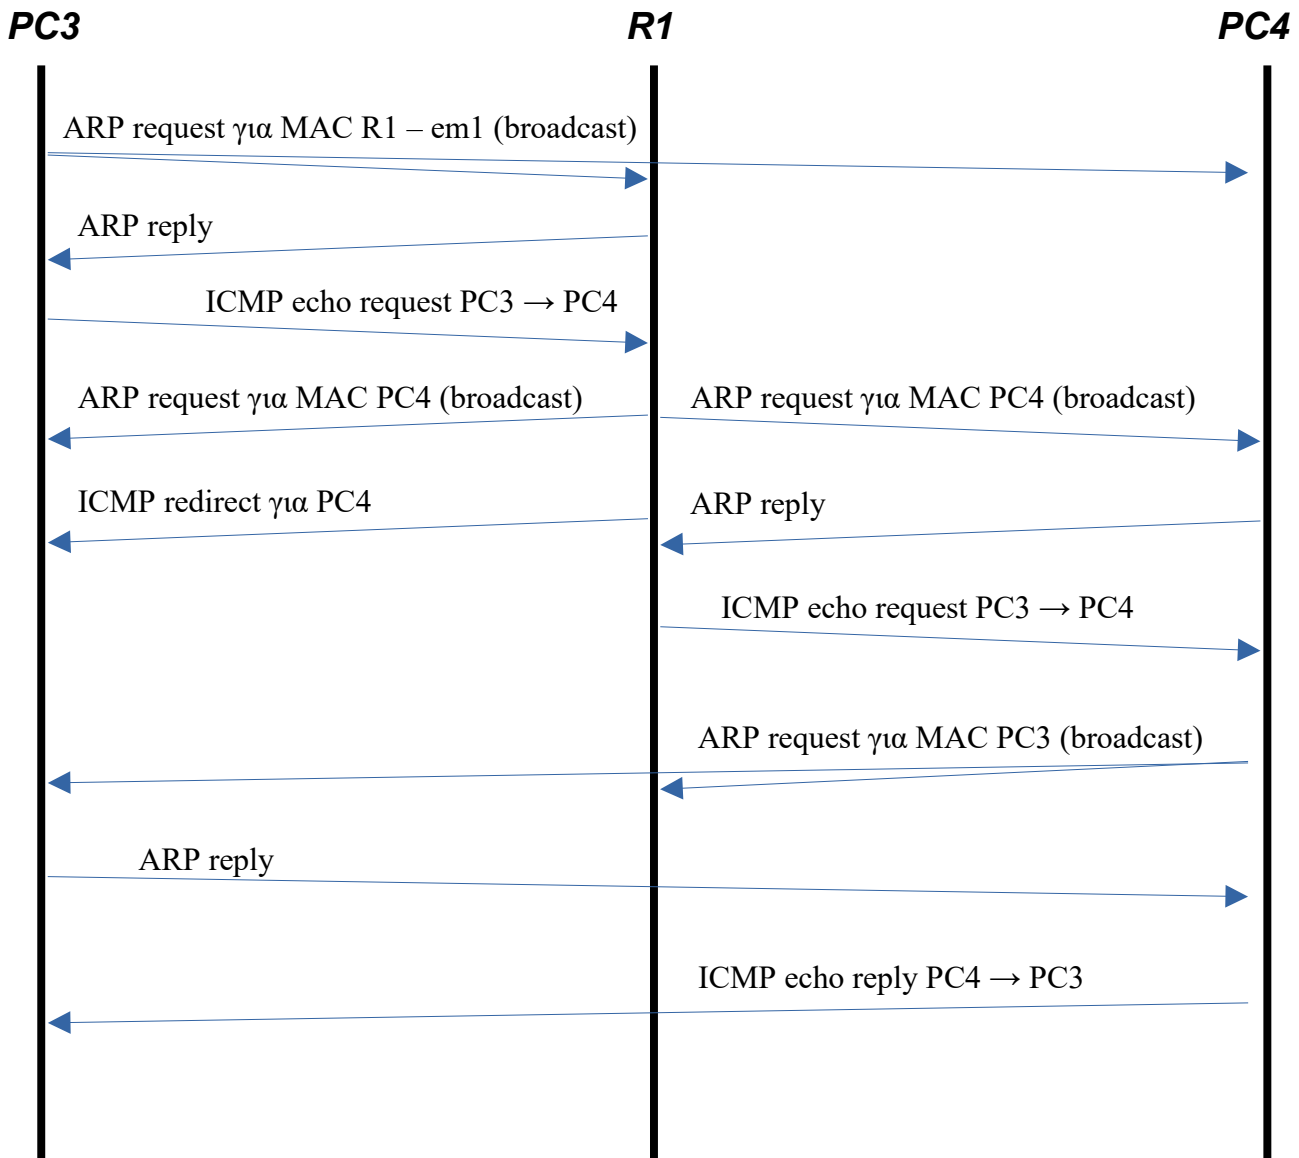 PC3
R1
PC4
ARP request για MAC R1 – em1 (broadcast)
ARP reply
ICMP echo request PC3 → PC4
ARP request για MAC PC4 (broadcast)
ARP request για MAC PC4 (broadcast)
ICMP redirect για PC4
ARP reply
ICMP echo request PC3 → PC4
ARP request για MAC PC3 (broadcast)
ARP reply
ICMP echo reply PC4 → PC3